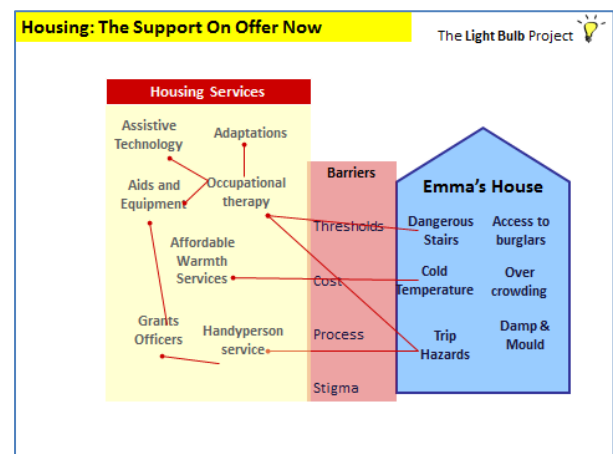 Housing: The Support On Offer Now
The Light Bulb Project
Housing Services
Assistive
Technology
Adaptations
Aids and
Equipment
Occupational
therapy
Affordable
Warmth
Services
Grants
Officers
Handyperson
service
Barriers
Thresholds
Cost
Process
Stigma
Emma's House
Dangerous
Stairs
Access to
burglars
Cold
Temperature
Over
crowding
Trip
Hazards
Damp &
Mould